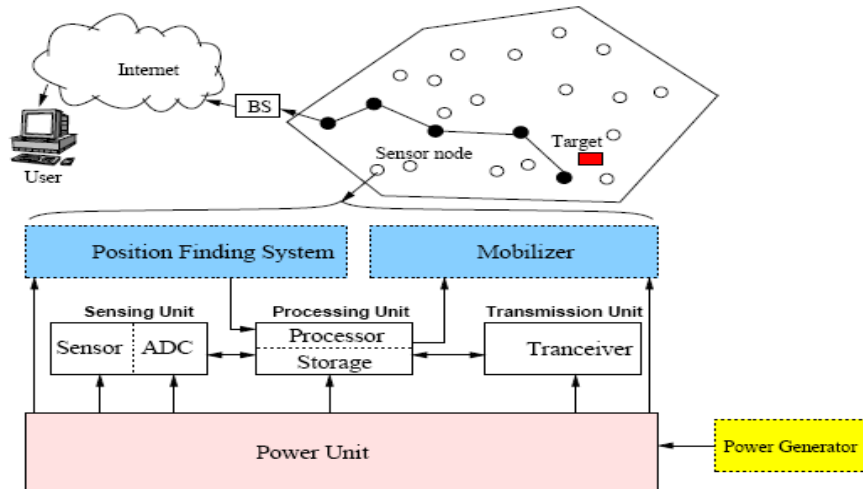 Internet
BS
User
Sensor node
Target
Position Finding System
Mobilizer
Sensing Unit
Processing Unit
Transmission Unit
Sensor
ADC
Processor
Storage
Tranceiver
Power Unit
Power Generator